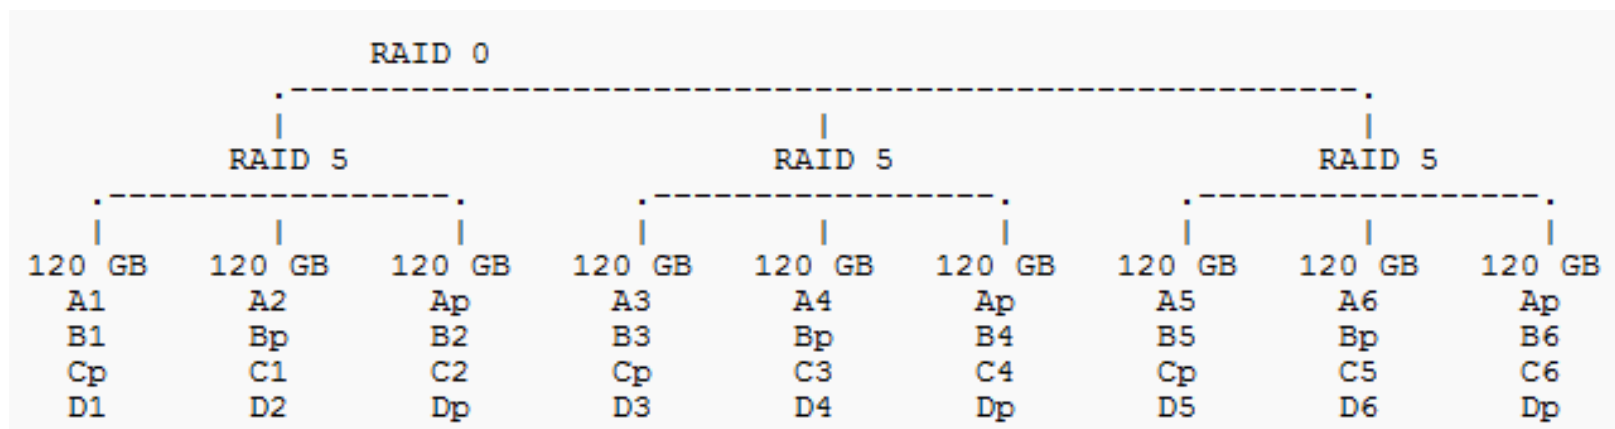 RAID 0
.-----------------------------------------------------.
| | |
RAID 5 RAID 5 RAID 5
.-----------------. .-----------------. .-----------------.
| | | | | | | | |
120 GB 120 GB 120 GB 120 GB 120 GB 120 GB 120 GB 120 GB 120 GB
A1 A2 Ap A3 A4 Ap A5 A6 Ap
B1 Bp B2 B3 Bp B4 B5 Bp B6
Cp C1 C2 Cp C3 C4 Cp C5 C6
D1 D2 Dp D3 D4 Dp D5 D6 Dp